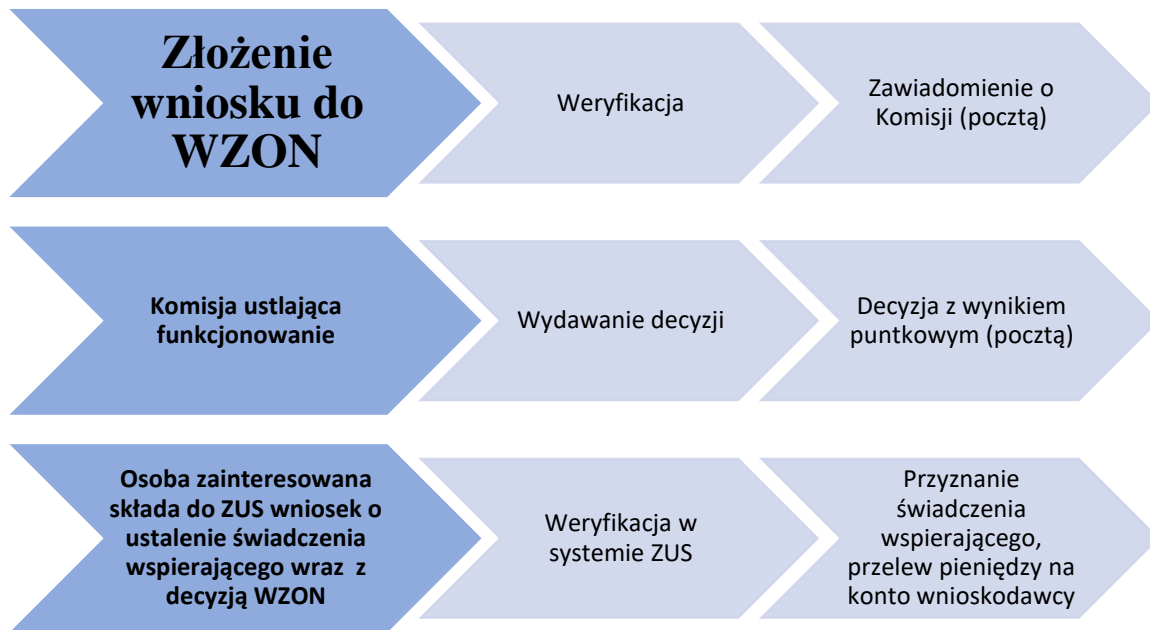 Złożenie
wniosku do
WZON
Weryfikacja
Zawiadomienie o
Komisji (pocztą)
Komisja ustlająca
funkcjonowanie
Wydawanie decyzji
Decyzja z wynikiem
puntkowym (pocztą)
Osoba zainteresowana
składa do ZUS wniosek o
ustalenie świadczenia
wspierającego wraz z
decyzją WZON
Weryfikacja w
systemie ZUS
Przyznanie
świadczenia
wspierającego,
przelew pieniędzy na
konto wnioskodawcy